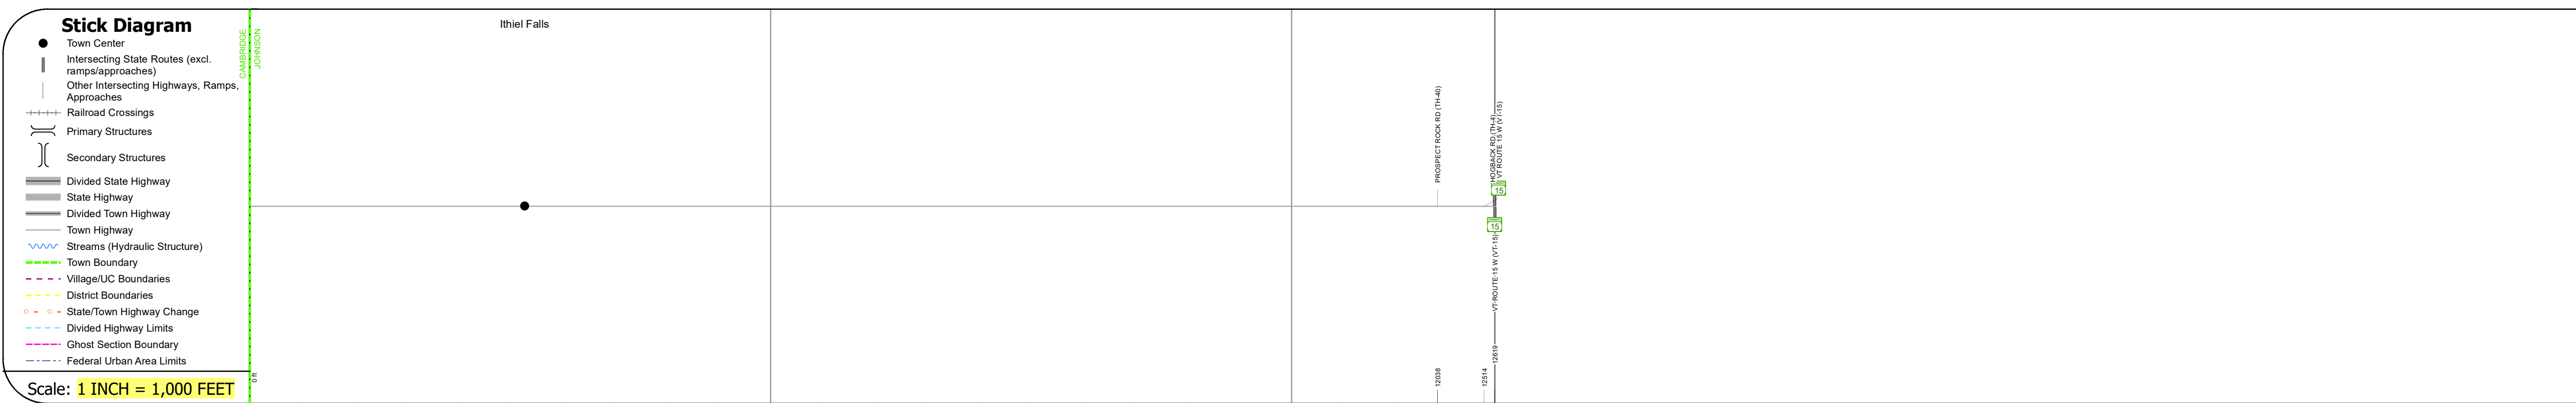 Stick Diagram
Town Center
Intersecting State Routes (excl.
ramps/approaches)
Other Intersecting Highways, Ramps,
Approaches
Railroad Crossings
Primary Structures
Secondary Structures
Divided State Highway
State Highway
Divided Town Highway
Town Highway
Streams (Hydraulic Structure)
Town Boundary
Village/UC Boundaries
District Boundaries
State/Town Highway Change
Divided Highway Limits
Ghost Section Boundary
Federal Urban Area Limits
Scale: 1 INCH = 1,000 FEET
CAMBRIDGE
JOHNSON
0 ft
Ithiel Falls
PROSPECT ROCK RD (TH-40)
HOGBACK RD (TH-4)
VT ROUTE 15 W (VT-15)
15
15
VT ROUTE 15 W (VT-15)
12038
12514
12619